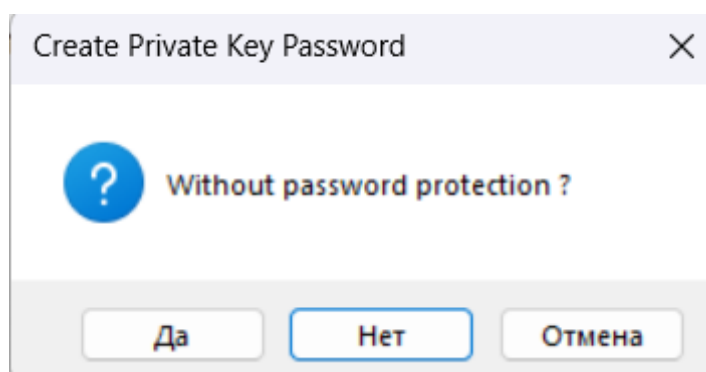 Create Private Key Password
Without password protection ?
Да Нет Отмена